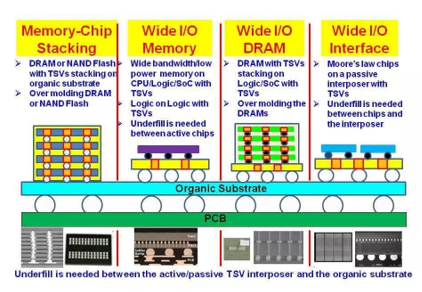 Memory-Chip
Stacking
➢ DRAM or NAND Flash
with TSVs stacking on
organic substrate
➢ Over molding DRAM
or NAND Flash
Wide I/O
Memory
➢ Wide bandwidth/low
power memory on
CPU/Logic/SoC with
TSVs
➢ Logic on Logic with
TSVs
➢ Underfill is needed
between active chips
Wide I/O
DRAM
➢ DRAM with TSVs
stacking on
Logic/SoC with
TSVs
➢ Over molding the
DRAMs
Wide I/O
Interface
➢ Moore's law chips
on a passive
interposer with
TSVs
➢ Underfill is needed
between chips and
the interposer
Organic Substrate
PCB
Underfill is needed between the active/passive TSV interposer and the organic substrate